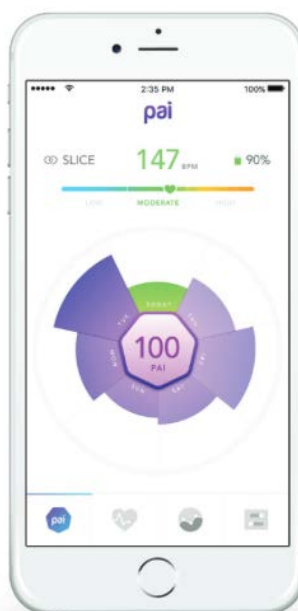 2:35 PM
100%
pai
SLICE
147 BPM
90%
LOW
MODERATE
HIGH
TODAY
THU
FRI
SAT
SUN
MON
TUE
100
PAI
pai